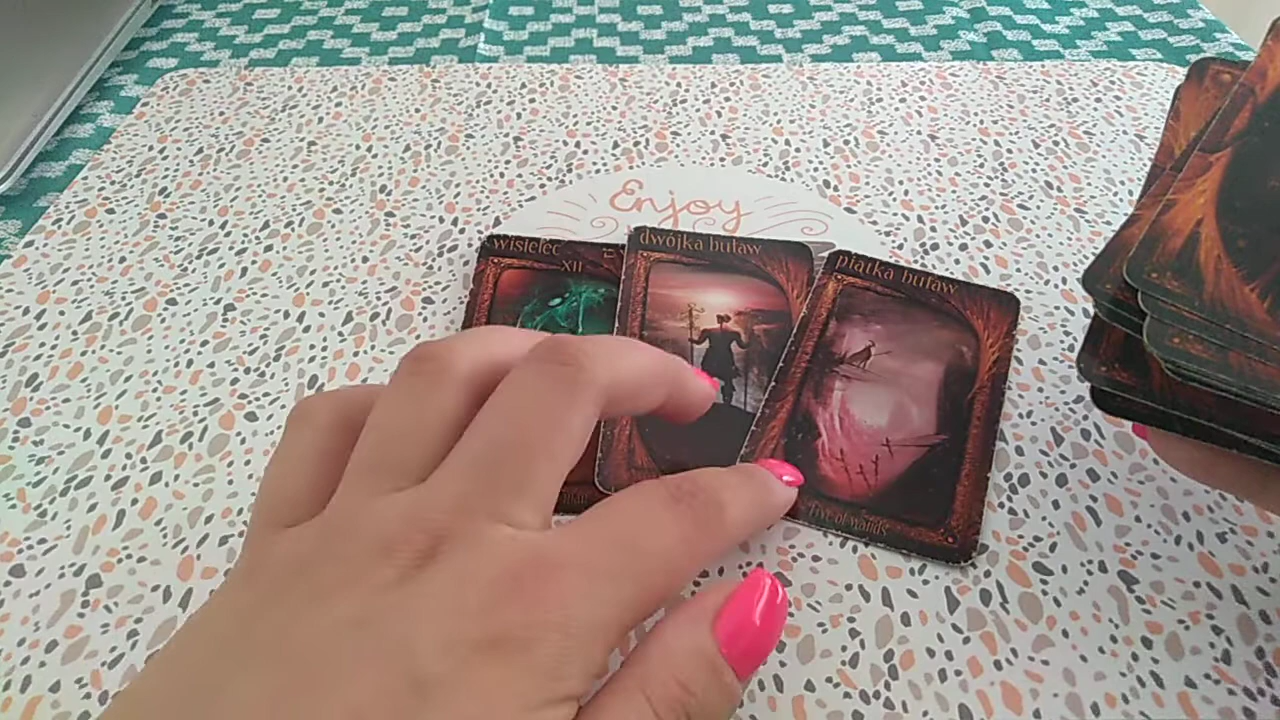 Enjoy
wisielec
XII
dwójka buław
piątka buław
Five of wands